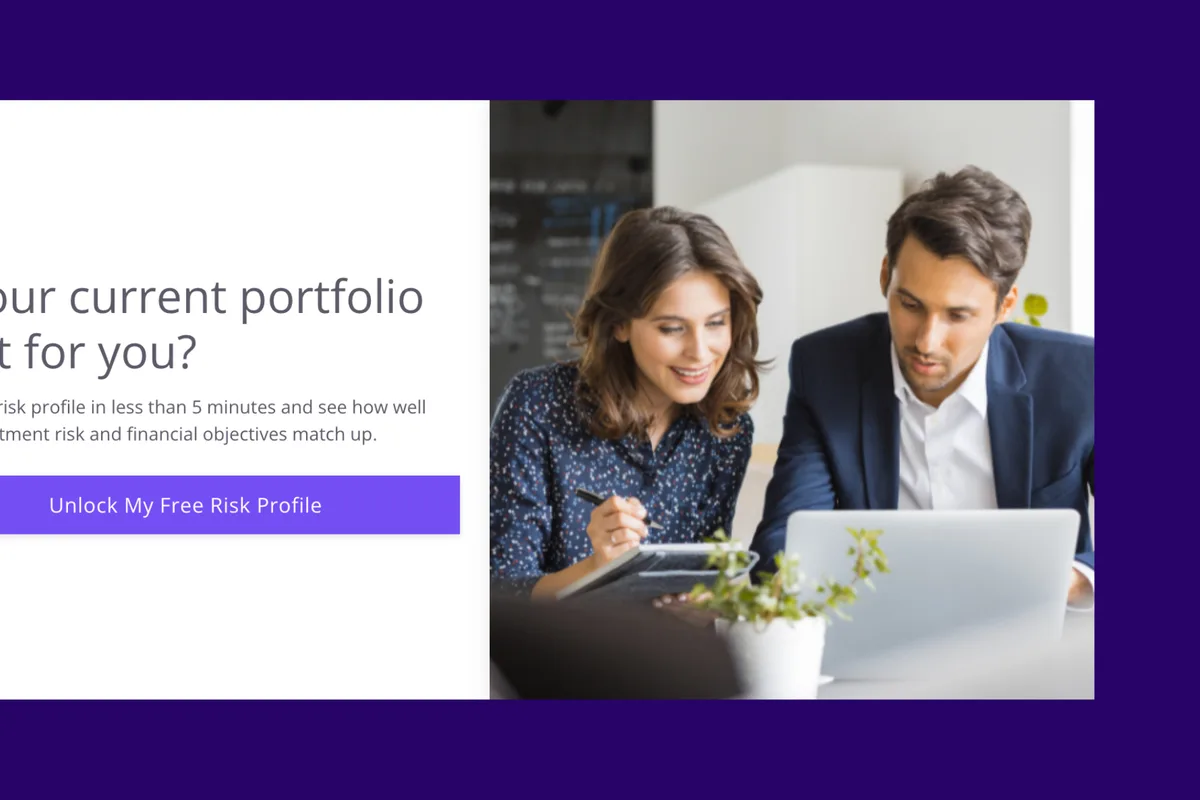 our current portfolio
t for you?
risk profile in less than 5 minutes and see how well
tment risk and financial objectives match up.
Unlock My Free Risk Profile